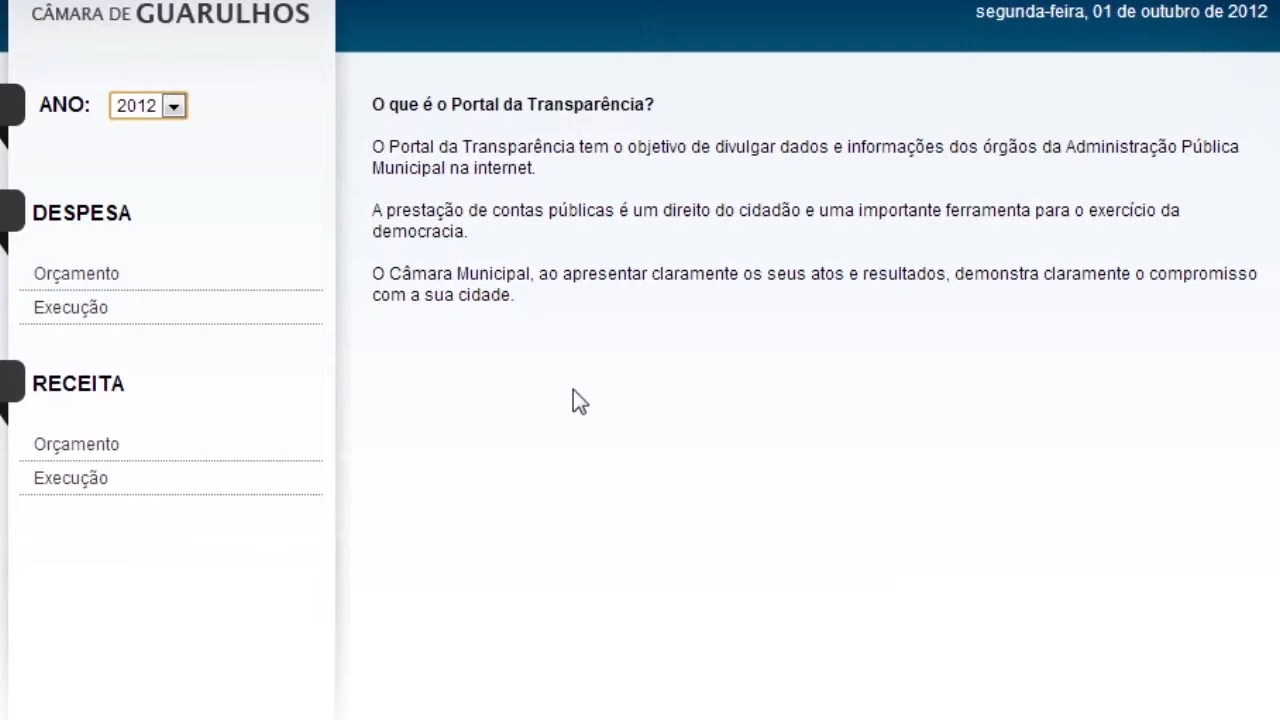 CÂMARA DE GUARULHOS
segunda-feira, 01 de outubro de 2012
ANO: 2012
DESPESA
Orçamento
Execução
RECEITA
Orçamento
Execução
O que é o Portal da Transparência?
O Portal da Transparência tem o objetivo de divulgar dados e informações dos órgãos da Administração Pública
Municipal na internet.
A prestação de contas públicas é um direito do cidadão e uma importante ferramenta para o exercício da
democracia.
O Câmara Municipal, ao apresentar claramente os seus atos e resultados, demonstra claramente o compromisso
com a sua cidade.